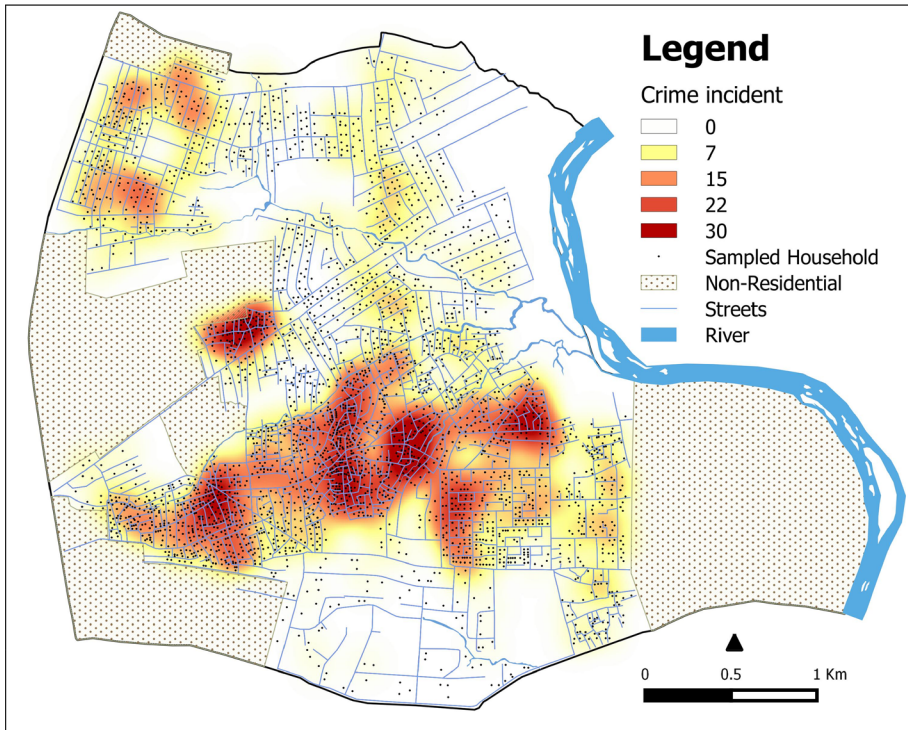 Legend
Crime incident
0
7
15
22
30
Sampled Household
Non-Residential
Streets
River
0 0.5 1 Km